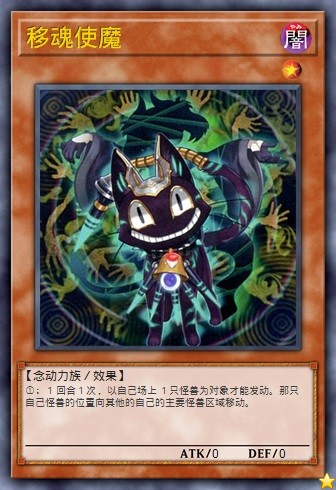 移魂使魔
闇
【念动力族／效果】
①：１回合１次，以自己场上１只怪兽为对象才能发动。那只
自己怪兽的位置向其他的自己的主要怪兽区域移动。
ATK/0 DEF/0